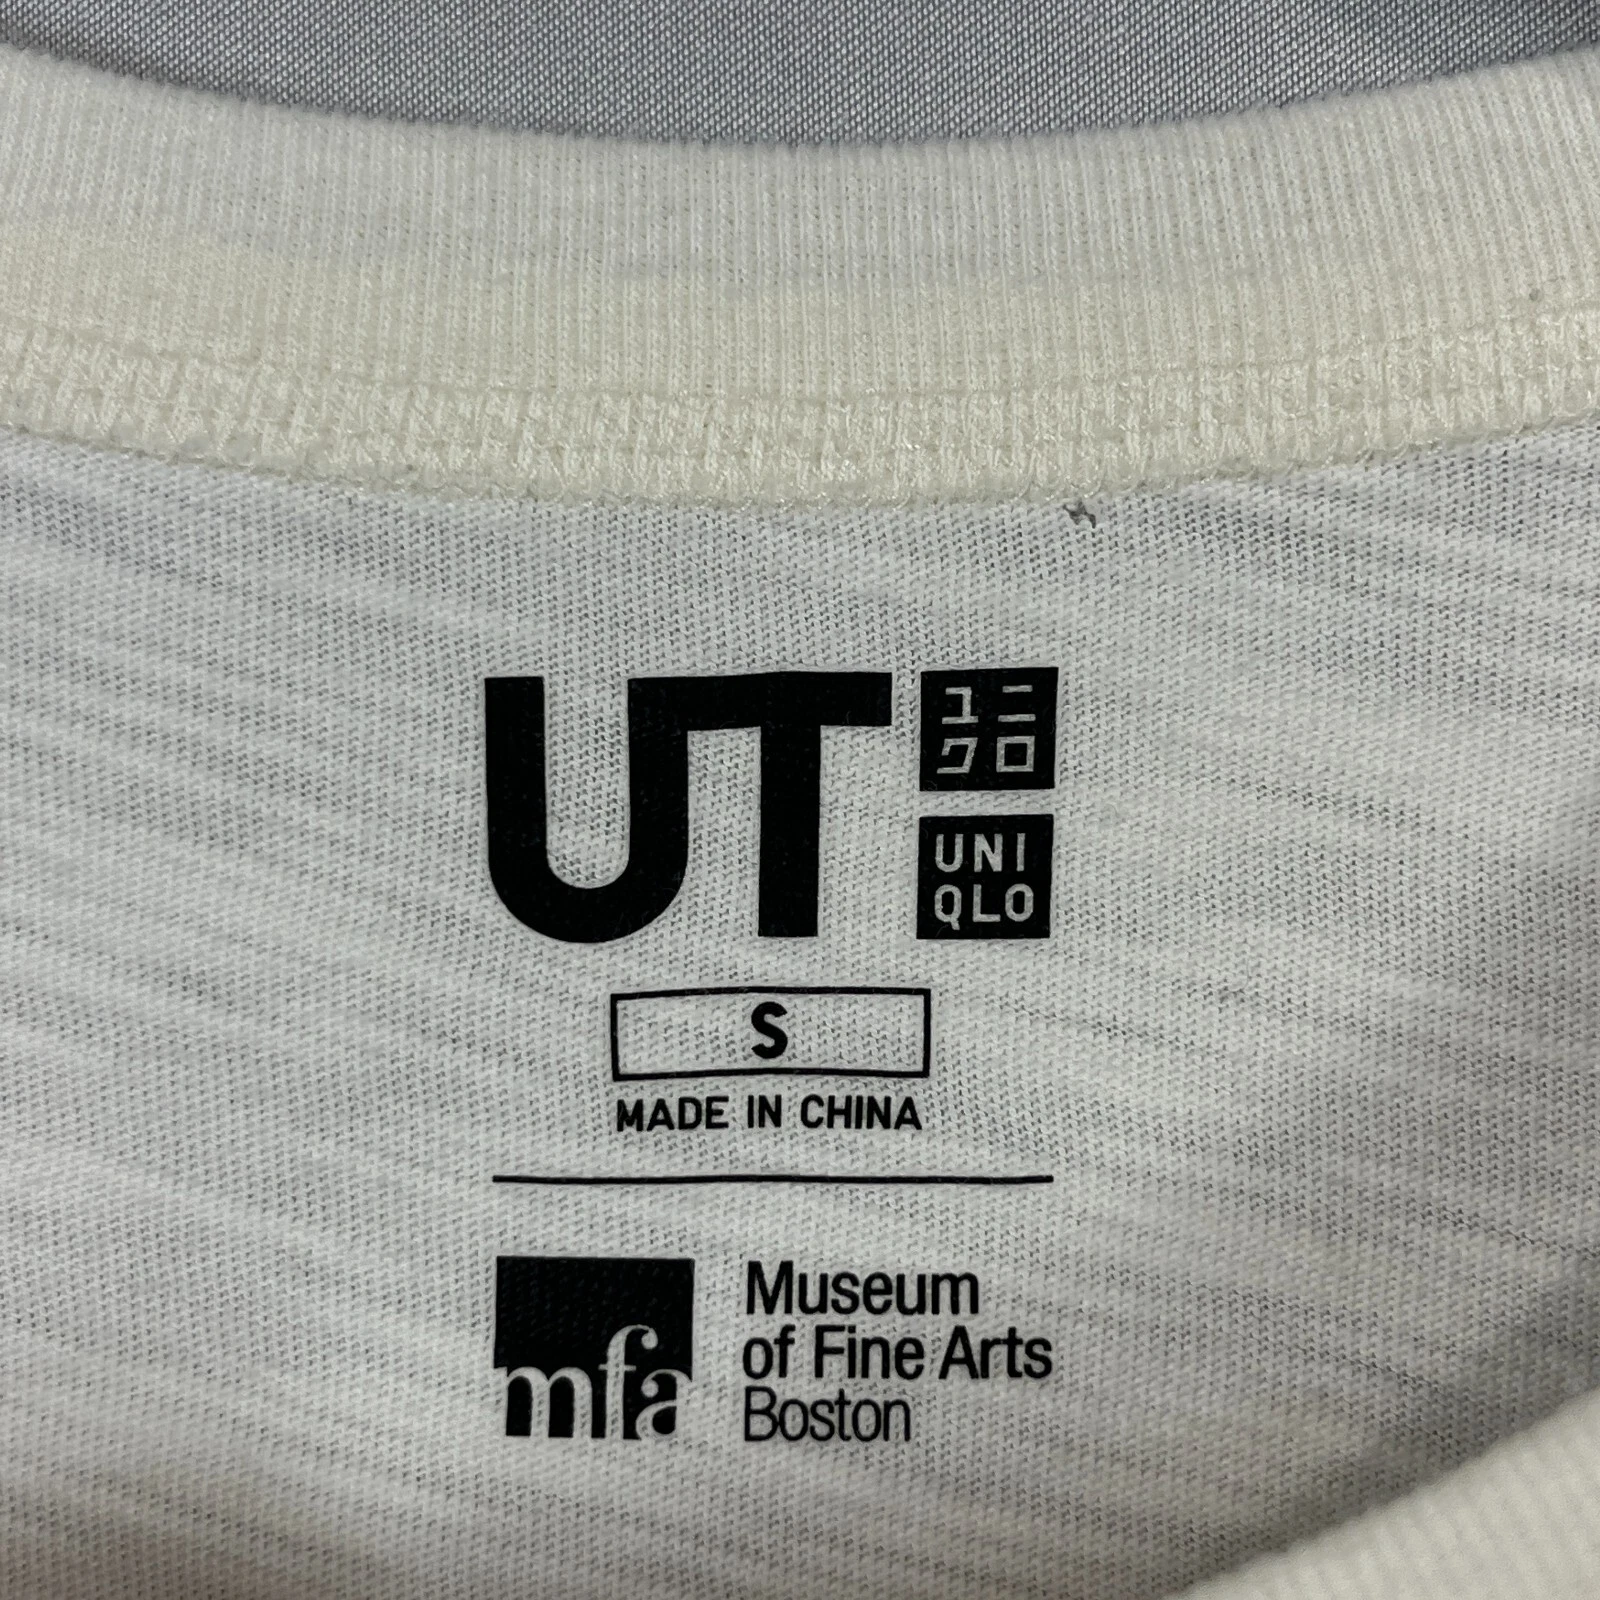 UT
ユニ
クロ
UNI
QLO
S
MADE IN CHINA
mfa
Museum
of Fine Arts
Boston